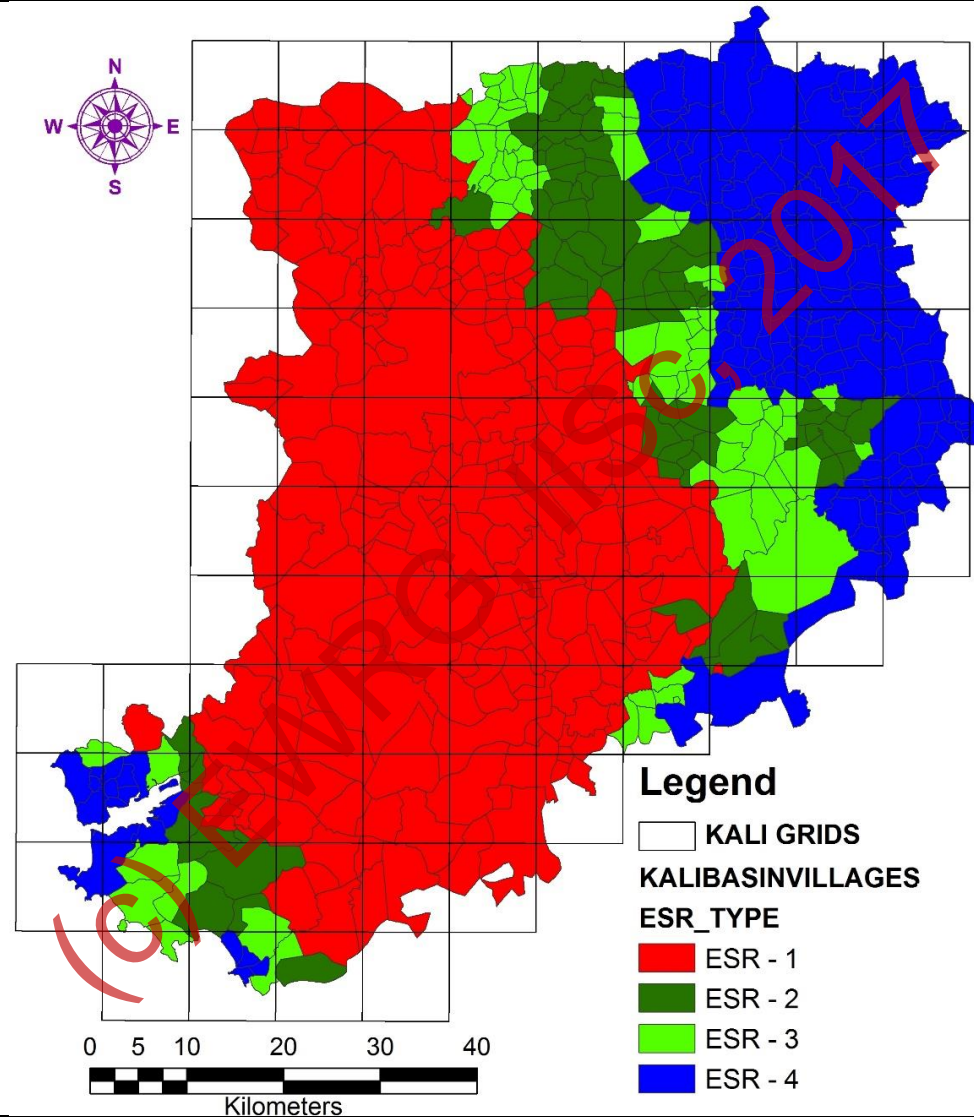 N
W E
S
(c) EWRG, IISc, 2017
Legend
KALI GRIDS
KALIBASINVILLAGES
ESR_TYPE
ESR - 1
ESR - 2
ESR - 3
ESR - 4
0 5 10 20 30 40
Kilometers